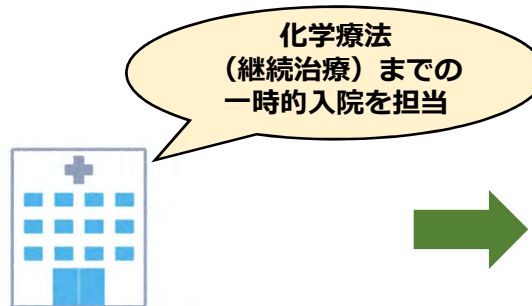 化学療法
（継続治療）までの
一時的入院を担当